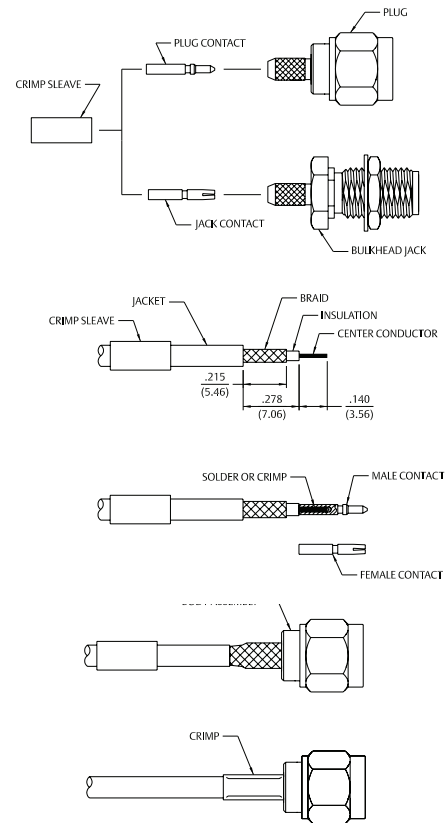 PLUG
PLUG CONTACT
CRIMP SLEAVE
JACK CONTACT
BULKHEAD JACK
JACKET
BRAID
INSULATION
CRIMP SLEAVE
CENTER CONDUCTOR
.215
(5.46)
.278
(7.06)
.140
(3.56)
SOLDER OR CRIMP
MALE CONTACT
FEMALE CONTACT
CRIMP